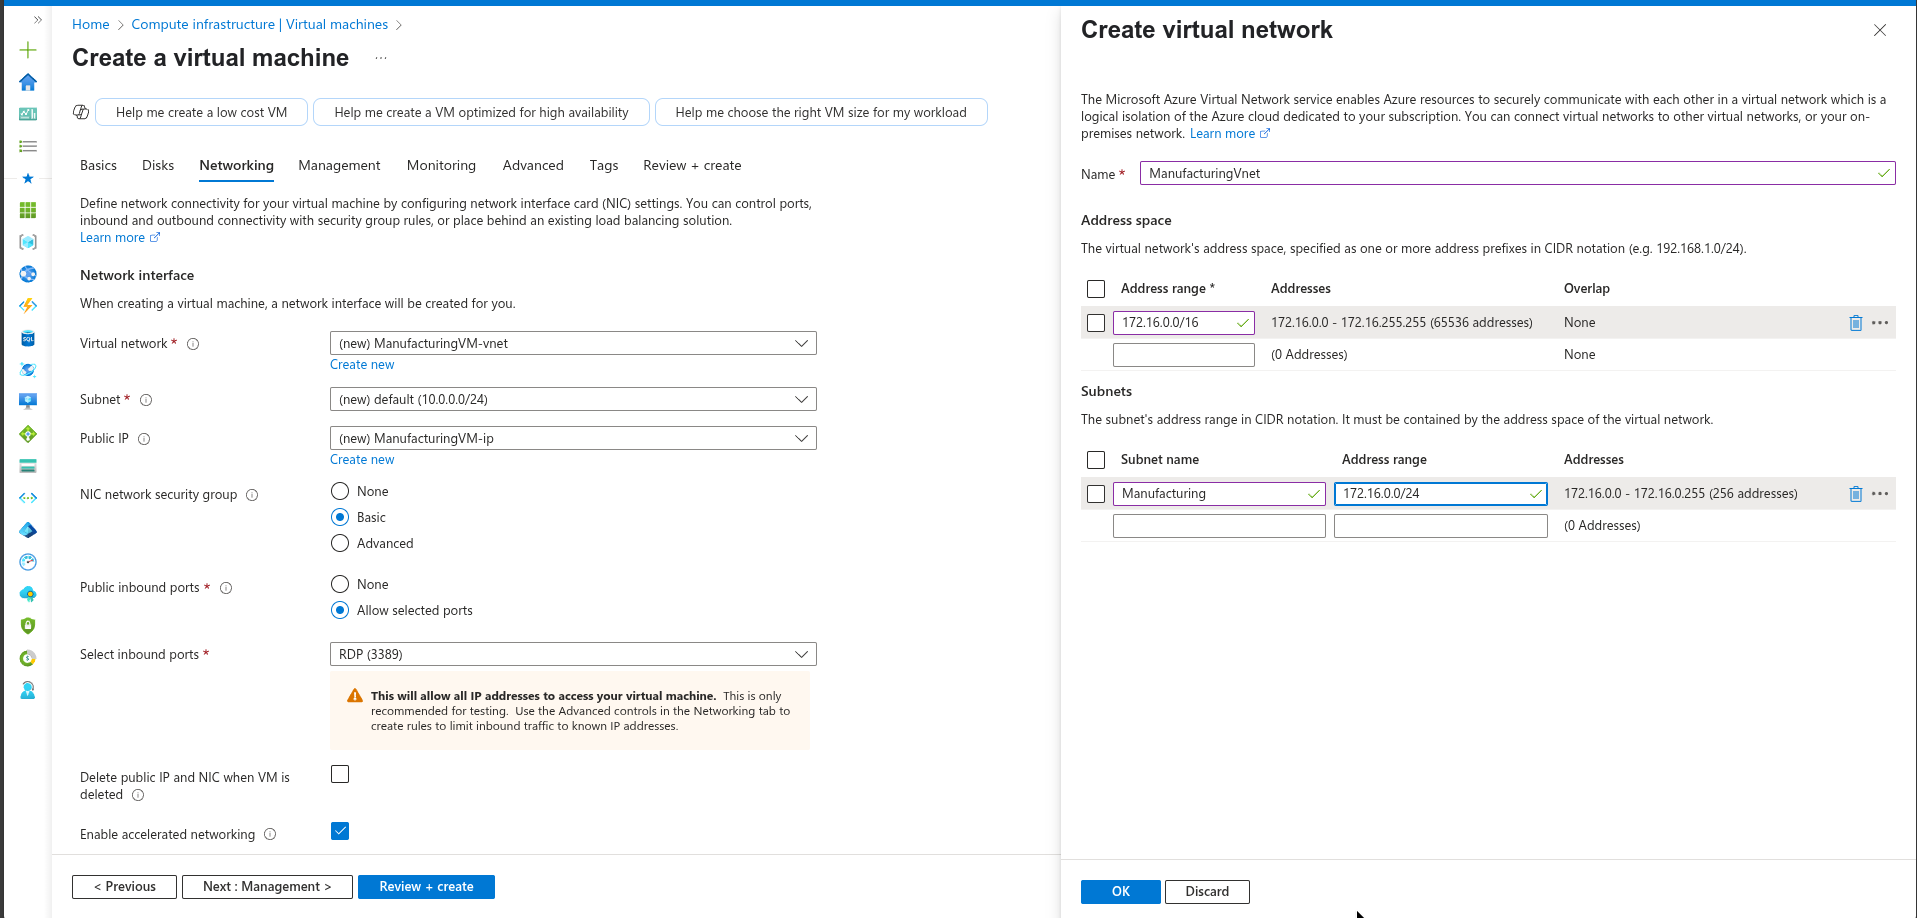 Home > Compute infrastructure | Virtual machines >
Create a virtual machine ...
Help me create a low cost VM
Help me create a VM optimized for high availability
Help me choose the right VM size for my workload
Basics Disks Networking Management Monitoring Advanced Tags Review + create
Define network connectivity for your virtual machine by configuring network interface card (NIC) settings. You can control ports,
inbound and outbound connectivity with security group rules, or place behind an existing load balancing solution.
Learn more
Network interface
When creating a virtual machine, a network interface will be created for you.
Virtual network *
(new) ManufacturingVM-vnet
Create new
Subnet *
(new) default (10.0.0.0/24)
Public IP
(new) ManufacturingVM-ip
Create new
NIC network security group
None
Basic
Advanced
Public inbound ports *
None
Allow selected ports
Select inbound ports *
RDP (3389)
This will allow all IP addresses to access your virtual machine. This is only
recommended for testing. Use the Advanced controls in the Networking tab to
create rules to limit inbound traffic to known IP addresses.
Delete public IP and NIC when VM is
deleted
Enable accelerated networking
< Previous
Next : Management >
Review + create
Create virtual network
The Microsoft Azure Virtual Network service enables Azure resources to securely communicate with each other in a virtual network which is a
logical isolation of the Azure cloud dedicated to your subscription. You can connect virtual networks to other virtual networks, or your on-
premises network. Learn more
Name *
ManufacturingVnet
Address space
The virtual network's address space, specified as one or more address prefixes in CIDR notation (e.g. 192.168.1.0/24).
Address range * Addresses Overlap
172.16.0.0/16 172.16.0.0 - 172.16.255.255 (65536 addresses) None
(0 Addresses) None
Subnets
The subnet's address range in CIDR notation. It must be contained by the address space of the virtual network.
Subnet name Address range Addresses
Manufacturing 172.16.0.0/24 172.16.0.0 - 172.16.0.255 (256 addresses)
(0 Addresses)
OK
Discard
SQL